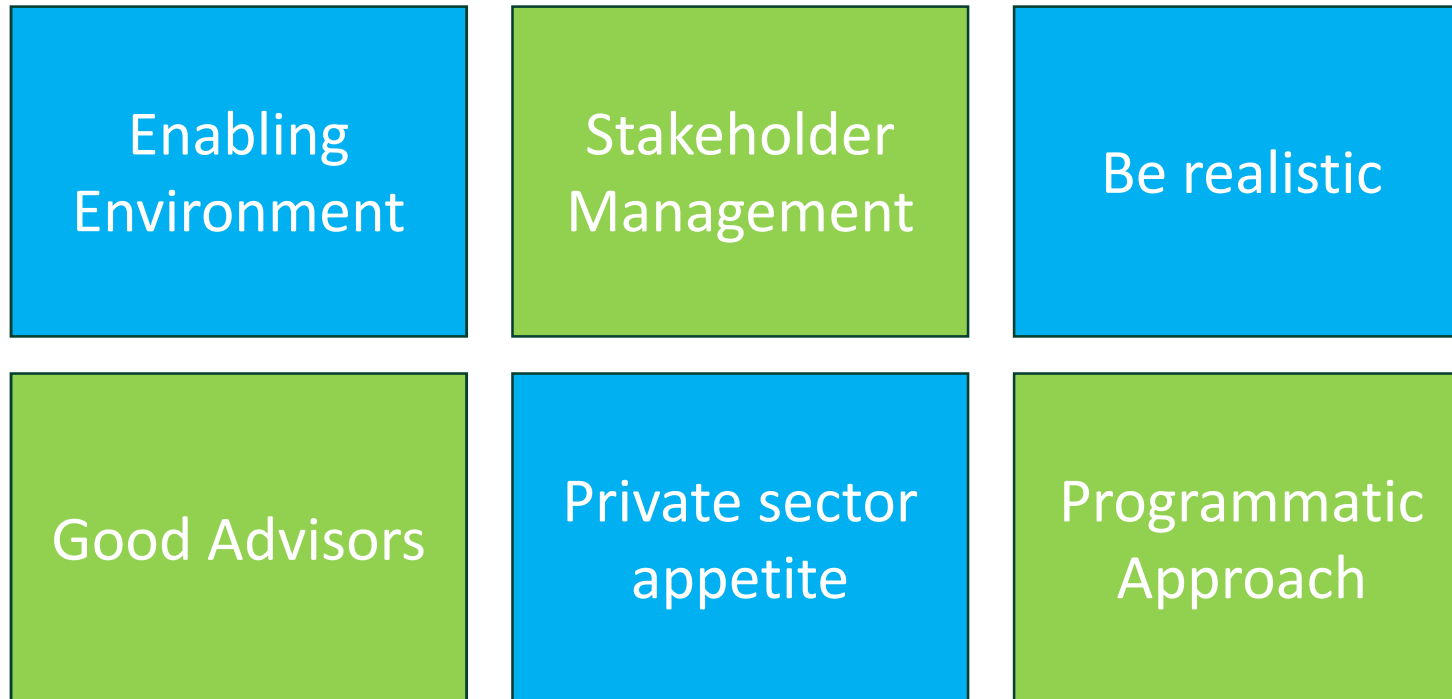 Enabling
Environment
Stakeholder
Management
Be realistic
Good Advisors
Private sector
appetite
Programmatic
Approach